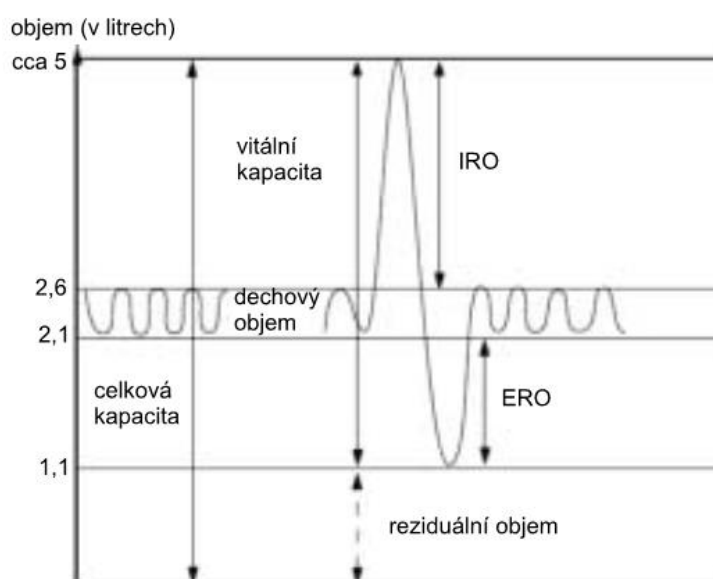 objem (v litrech)
cca 5
vitální
kapacita
IRO
2,6
dechový
objem
2,1
celková
kapacita
ERO
1,1
reziduální objem